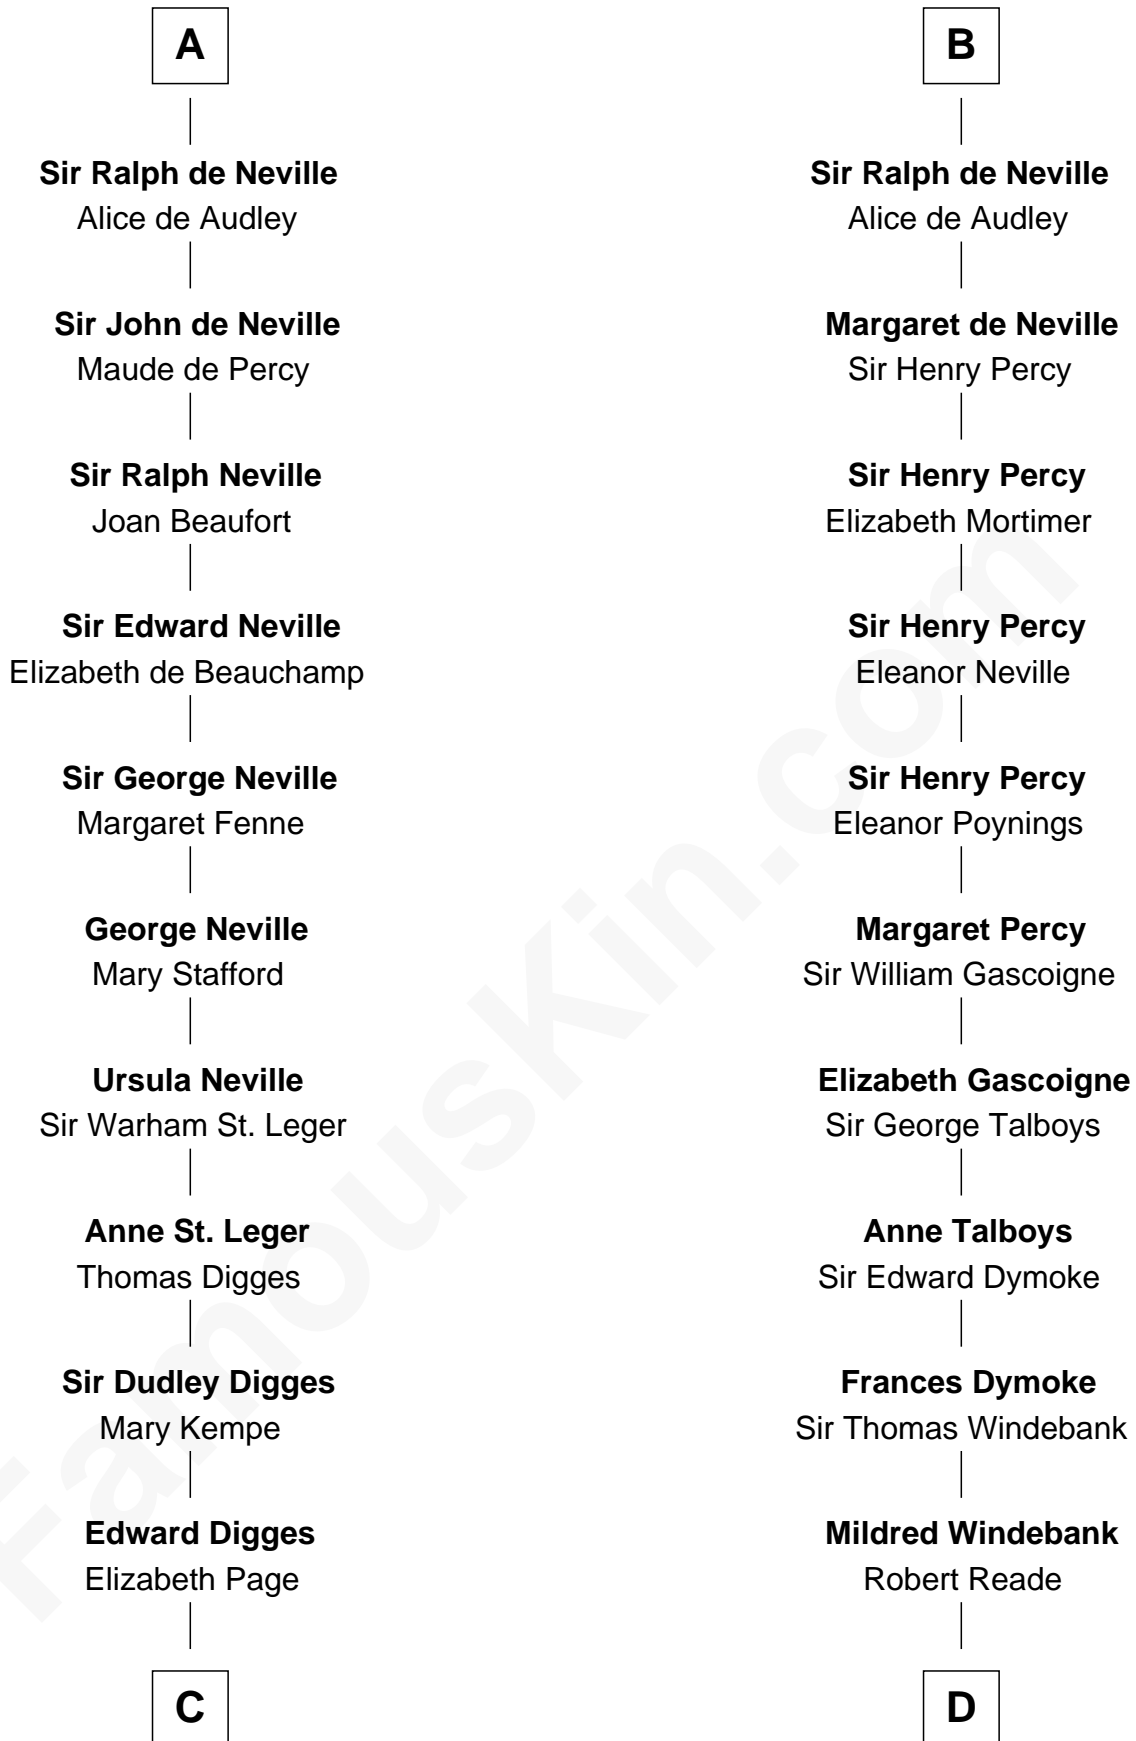 A
Sir Ralph de Neville
Alice de Audley
Sir John de Neville
Maude de Percy
Sir Ralph Neville
Joan Beaufort
Sir Edward Neville
Elizabeth de Beauchamp
Sir George Neville
Margaret Fenne
George Neville
Mary Stafford
Ursula Neville
Sir Warham St. Leger
Anne St. Leger
Thomas Digges
Sir Dudley Digges
Mary Kempe
Edward Digges
Elizabeth Page
C
B
Sir Ralph de Neville
Alice de Audley
Margaret de Neville
Sir Henry Percy
Sir Henry Percy
Elizabeth Mortimer
Sir Henry Percy
Eleanor Neville
Sir Henry Percy
Eleanor Poynings
Margaret Percy
Sir William Gascoigne
Elizabeth Gascoigne
Sir George Talboys
Anne Talboys
Sir Edward Dymoke
Frances Dymoke
Sir Thomas Windebank
Mildred Windebank
Robert Reade
D
FamousKin.com